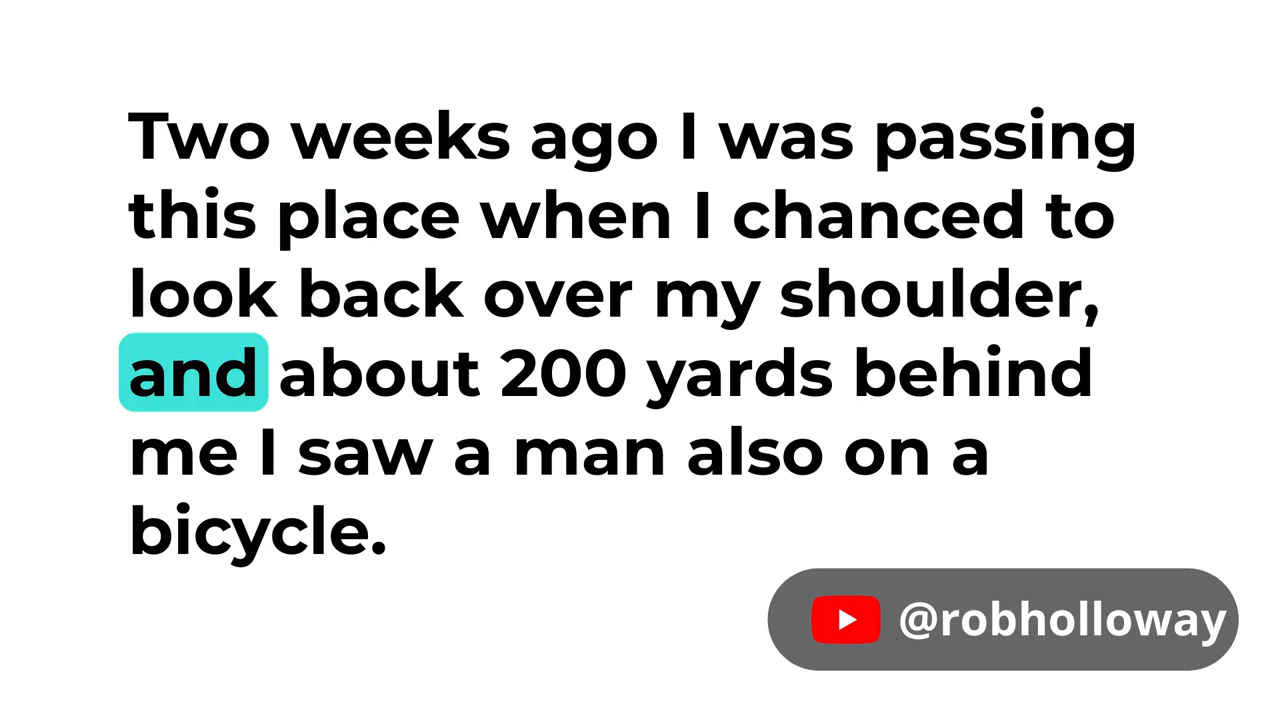 Two weeks ago I was passing
this place when I chanced to
look back over my shoulder,
and about 200 yards behind
me I saw a man also on a
bicycle.
@robholloway